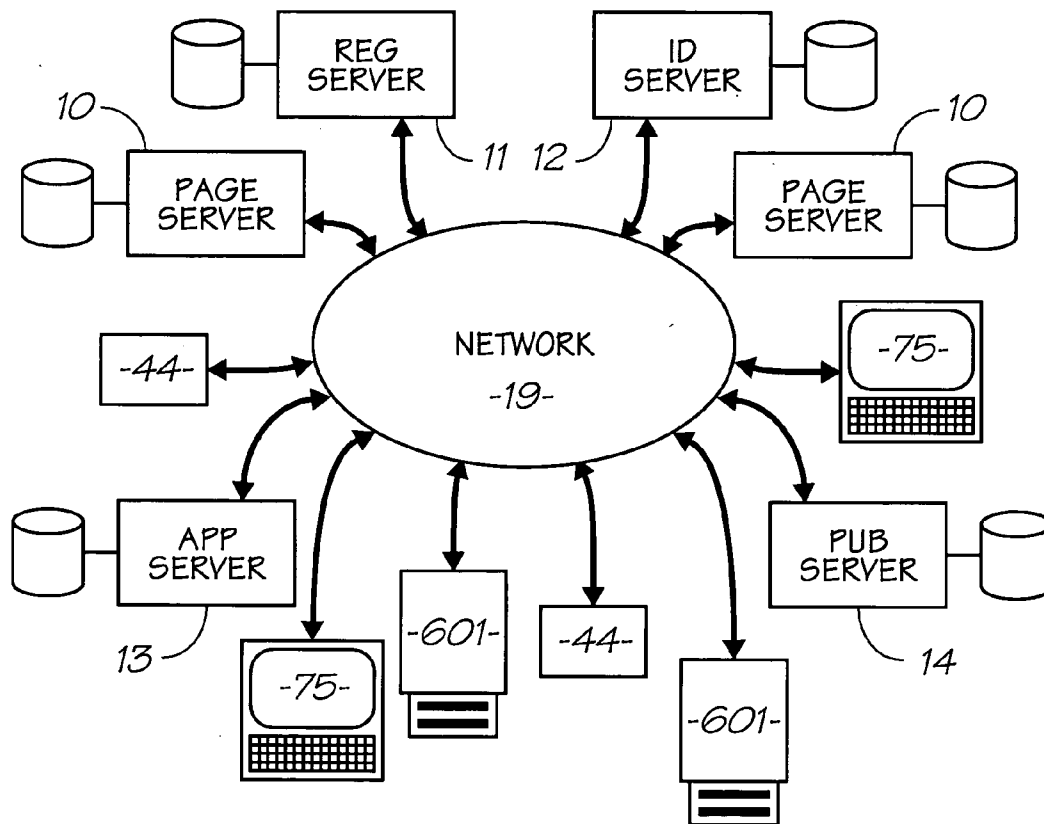 REG
SERVER
ID
SERVER
10
11
12
10
PAGE
SERVER
PAGE
SERVER
NETWORK
-19-
-44-
-75-
APP
SERVER
PUB
SERVER
-601-
-44-
13
14
-75-
-601-